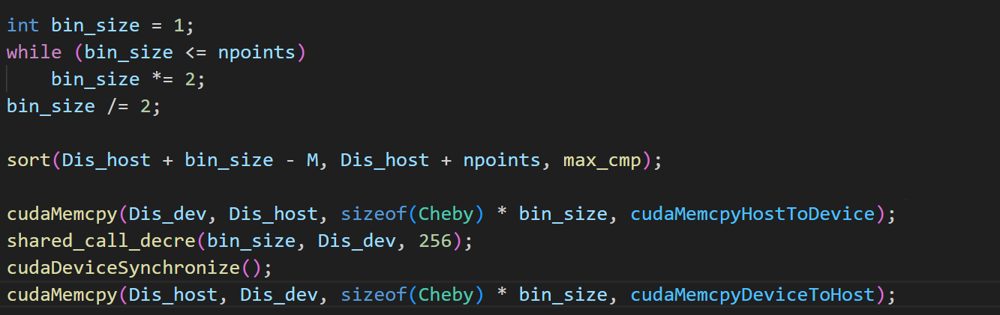 int bin_size = 1;
while (bin_size <= npoints)
    bin_size *= 2;
bin_size /= 2;
sort(Dis_host + bin_size - M, Dis_host + npoints, max_cmp);
cudaMemcpy(Dis_dev, Dis_host, sizeof(Cheby) * bin_size, cudaMemcpyHostToDevice);
shared_call_decre(bin_size, Dis_dev, 256);
cudaDeviceSynchronize();
cudaMemcpy(Dis_host, Dis_dev, sizeof(Cheby) * bin_size, cudaMemcpyDeviceToHost);